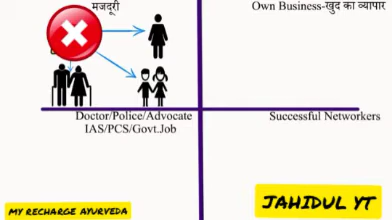 मजदूरी
Own Business-खुद का व्यापार
Doctor/Police/Advocate
IAS/PCS/Govt.Job
Successful Networkers
MY RECHARGE AYURVEDA
JAHIDUL YT